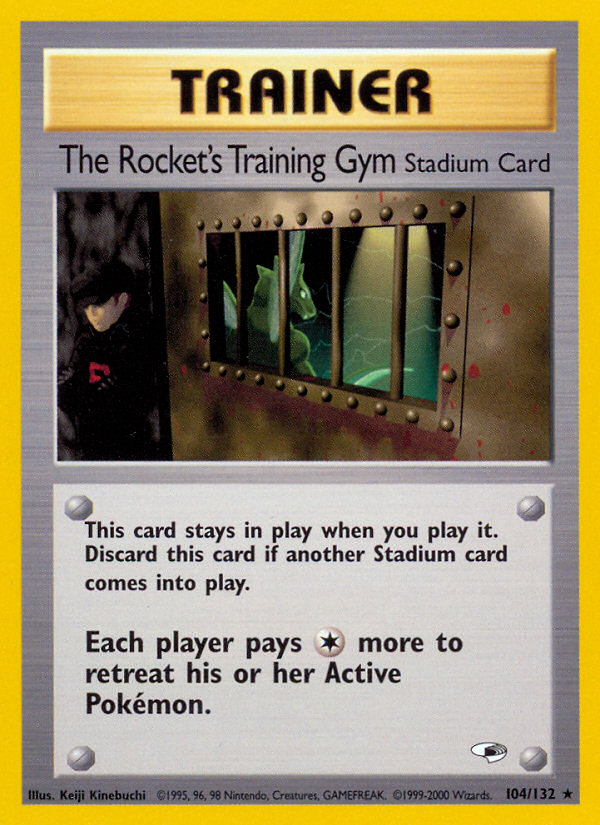 TRAINER
The Rocket's Training Gym Stadium Card
This card stays in play when you play it.
Discard this card if another Stadium card
comes into play.
Each player pays more to
retreat his or her Active
Pokémon.
Illus. Keiji Kinebuchi ©1995, 96, 98 Nintendo, Creatures, GAMEFREAK. ©1999-2000 Wizards. 104/132 ★